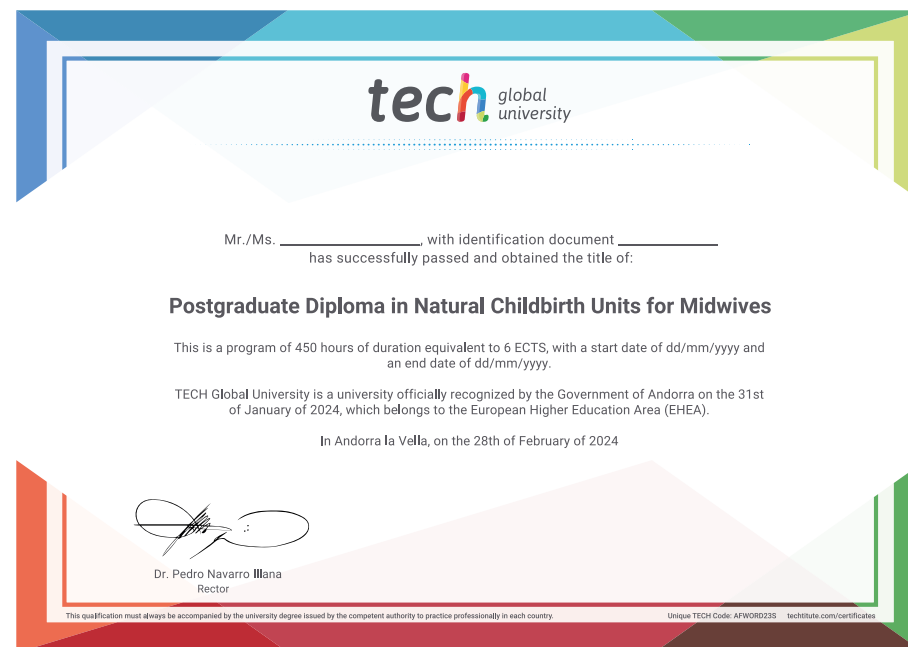 tech global university
Mr./Ms. ____________________, with identification document ______________
has successfully passed and obtained the title of:
Postgraduate Diploma in Natural Childbirth Units for Midwives
This is a program of 450 hours of duration equivalent to 6 ECTS, with a start date of dd/mm/yyyy and
an end date of dd/mm/yyyy.
TECH Global University is a university officially recognized by the Government of Andorra on the 31st
of January of 2024, which belongs to the European Higher Education Area (EHEA).
In Andorra la Vella, on the 28th of February of 2024
Dr. Pedro Navarro Illana
Rector
This qualification must always be accompanied by the university degree issued by the competent authority to practice professionally in each country. Unique TECH Code: AFWORD23S techtitute.com/certificates